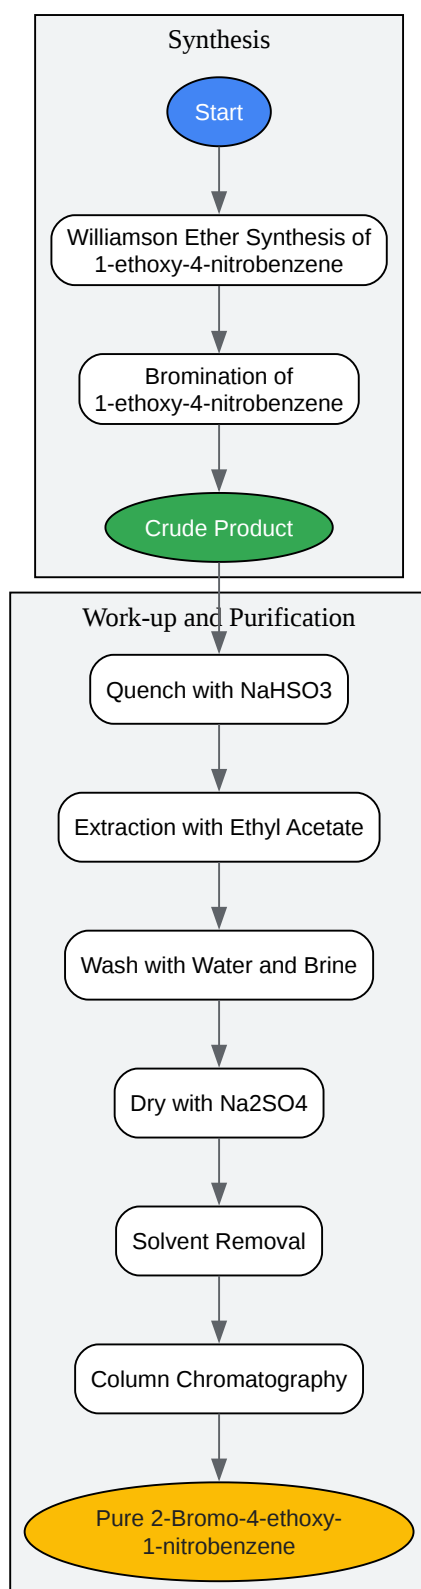 Synthesis
Start
Williamson Ether Synthesis of
1-ethoxy-4-nitrobenzene
Bromination of
1-ethoxy-4-nitrobenzene
Crude Product
Work-up and Purification
Quench with NaHSO3
Extraction with Ethyl Acetate
Wash with Water and Brine
Dry with Na2SO4
Solvent Removal
Column Chromatography
Pure 2-Bromo-4-ethoxy-
1-nitrobenzene